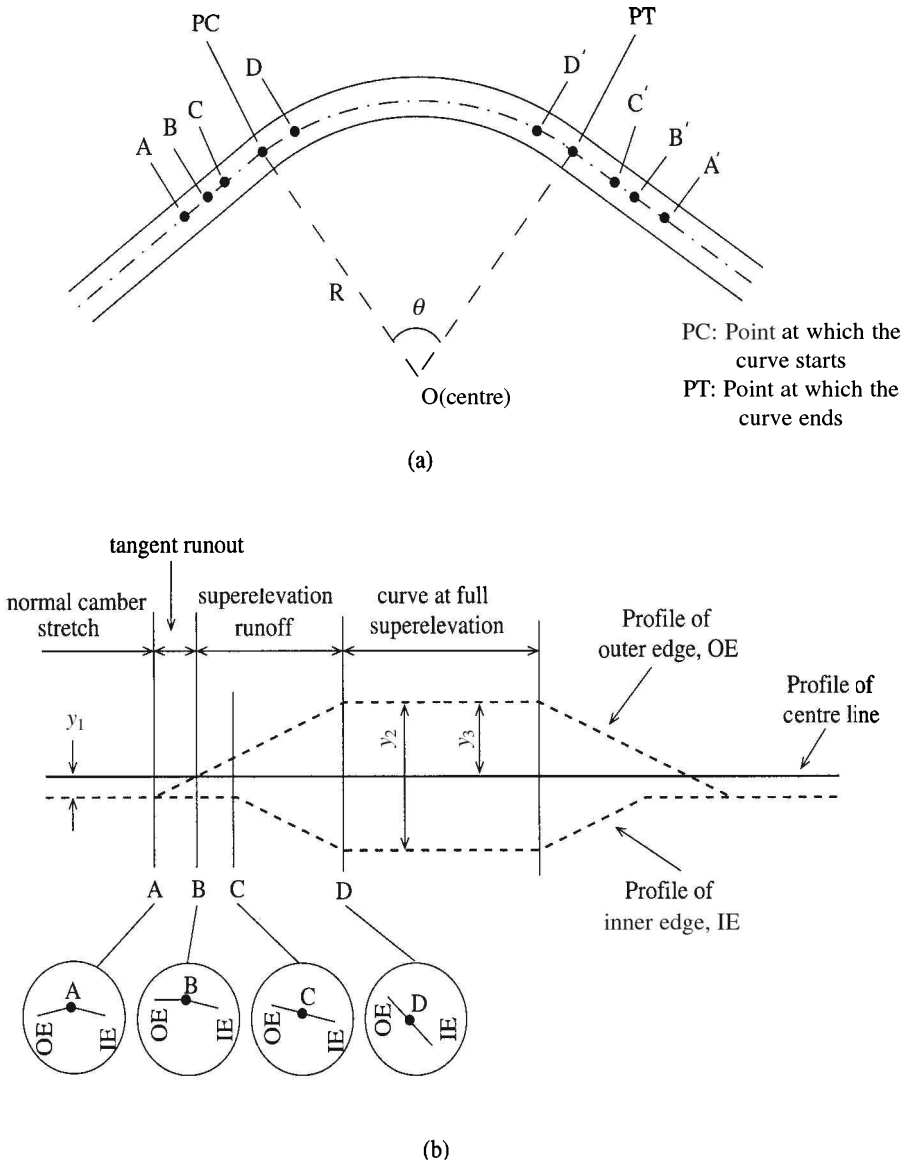 PC
PT
D
D′
C
C′
B
B′
A
A′
R
θ
O(centre)
PC: Point at which the
curve starts
PT: Point at which the
curve ends
(a)
tangent runout
normal camber
stretch
superelevation
runoff
curve at full
superelevation
Profile of
outer edge, OE
Profile of
centre line
y1
y2
y3
A
B
C
D
Profile of
inner edge, IE
A
OE
IE
B
OE
IE
C
OE
IE
D
OE
IE
(b)